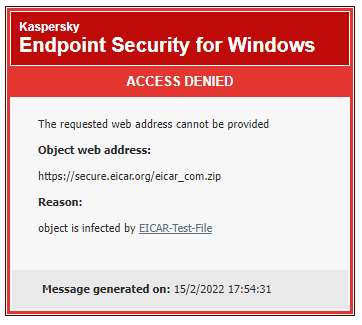 Kaspersky
Endpoint Security for Windows
ACCESS DENIED
The requested web address cannot be provided
Object web address:
https://secure.eicar.org/eicar_com.zip
Reason:
object is infected by EICAR-Test-File
Message generated on: 15/2/2022 17:54:31